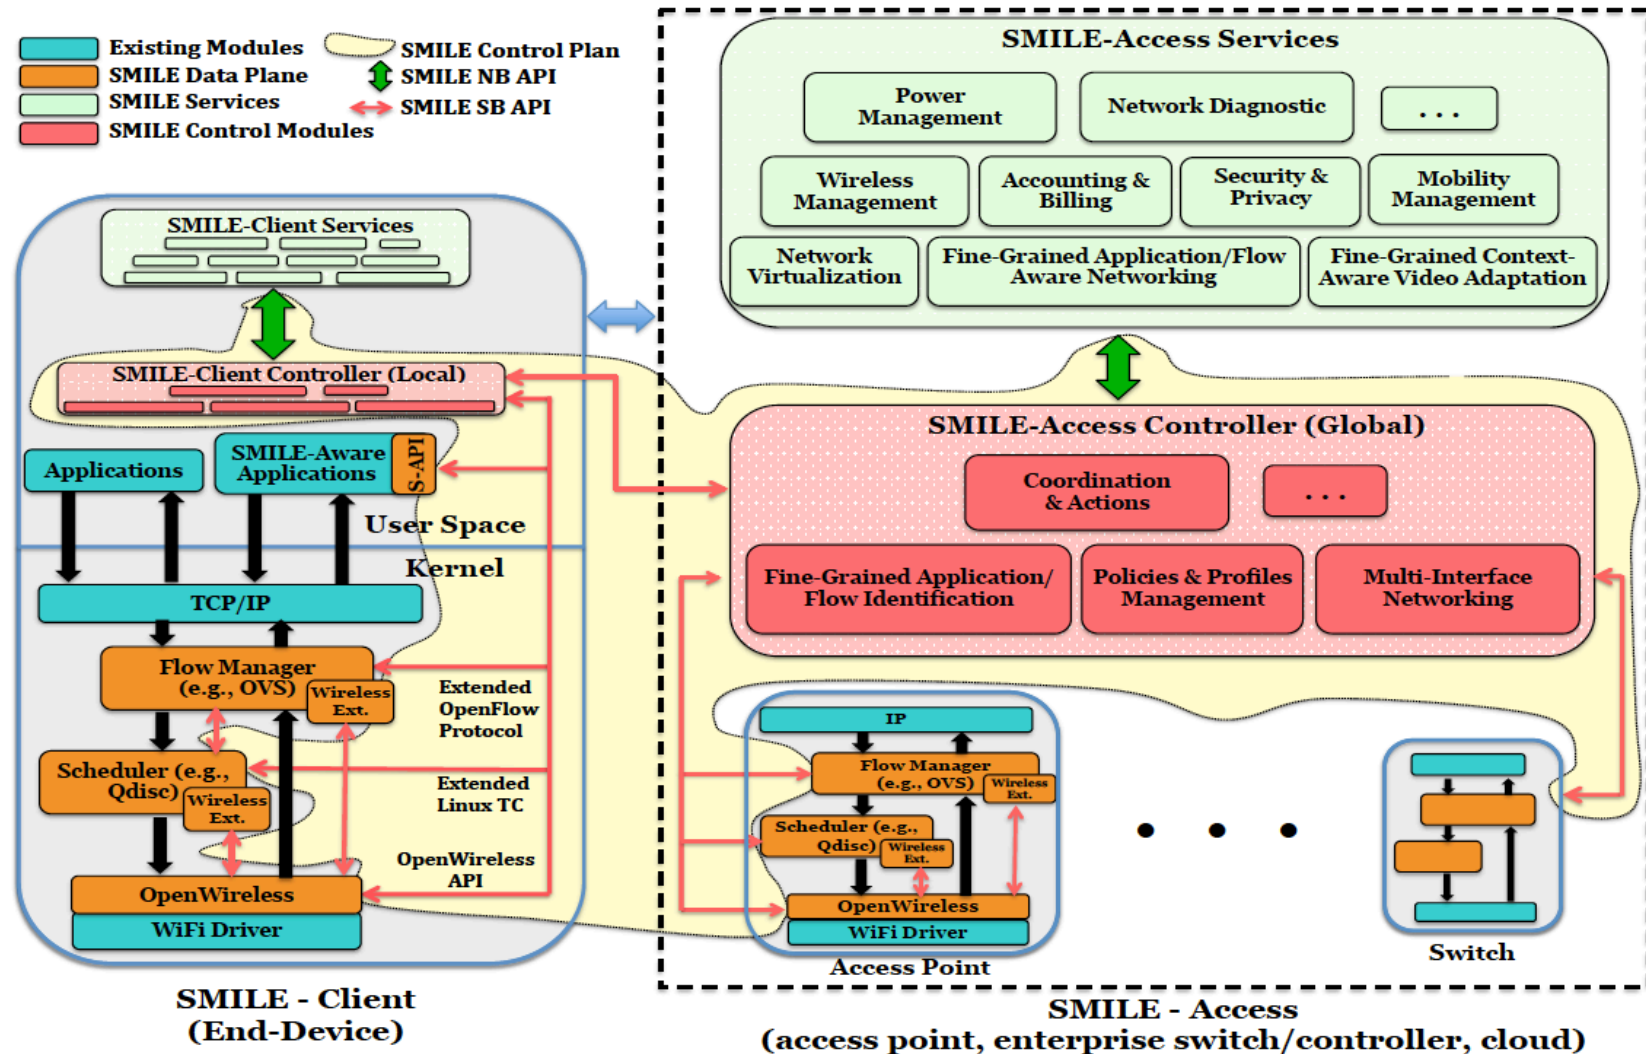 Existing Modules
SMILE Data Plane
SMILE Services
SMILE Control Modules
SMILE Control Plan
SMILE NB API
SMILE SB API
SMILE-Client Services
SMILE-Client Controller (Local)
Applications
SMILE-Aware
Applications
S-API
User Space
Kernel
TCP/IP
Flow Manager
(e.g., OVS)
Wireless
Ext.
Extended
OpenFlow
Protocol
Scheduler (e.g.,
Qdisc)
Wireless
Ext.
Extended
Linux TC
OpenWireless
API
OpenWireless
WiFi Driver
SMILE - Client
(End-Device)
SMILE-Access Services
Power
Management
Network Diagnostic
. . .
Wireless
Management
Accounting &
Billing
Security &
Privacy
Mobility
Management
Network
Virtualization
Fine-Grained Application/Flow
Aware Networking
Fine-Grained Context-
Aware Video Adaptation
SMILE-Access Controller (Global)
Coordination
& Actions
. . .
Fine-Grained Application/
Flow Identification
Policies & Profiles
Management
Multi-Interface
Networking
IP
Flow Manager
(e.g., OVS)
Wireless
Ext.
Scheduler (e.g.,
Qdisc)
Wireless
Ext.
OpenWireless
WiFi Driver
Access Point
• • •
Switch
SMILE - Access
(access point, enterprise switch/controller, cloud)